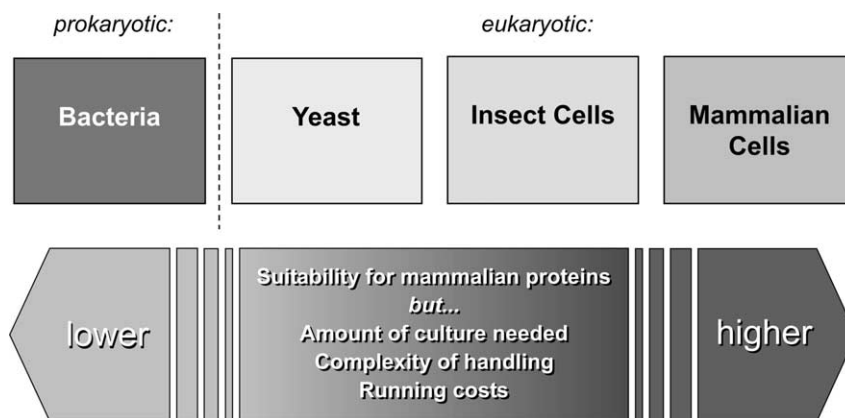 prokaryotic:
eukaryotic:
Bacteria
Yeast
Insect Cells
Mammalian
Cells
lower
Suitability for mammalian proteins
but...
Amount of culture needed
Complexity of handling
Running costs
higher